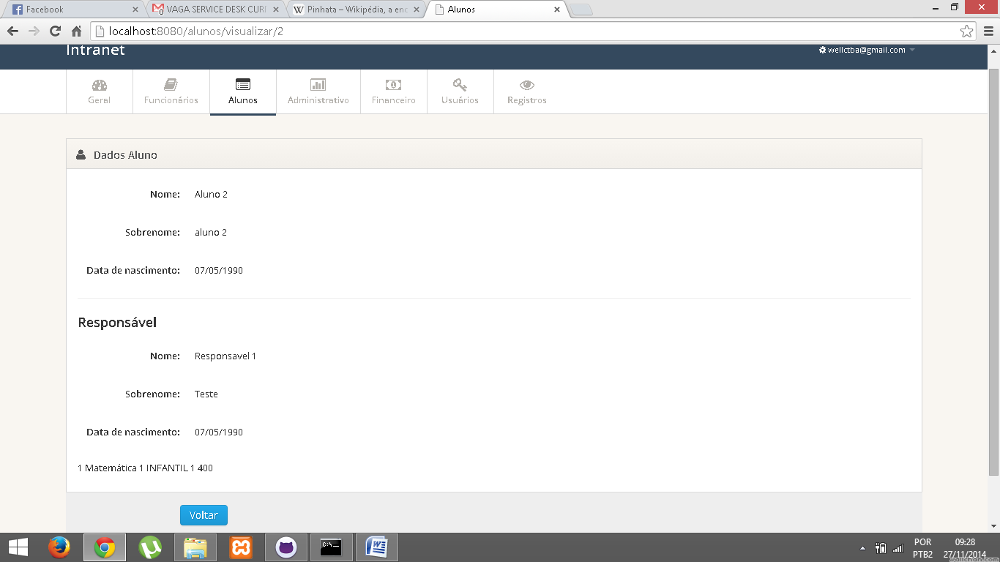 Facebook
VAGA SERVICE DESK CURI
Pinhata – Wikipédia, a enc
Alunos
localhost:8080/alunos/visualizar/2
Intranet
wellctba@gmail.com
Geral
Funcionários
Alunos
Administrativo
Financeiro
Usuários
Registros
Dados Aluno
Nome: Aluno 2
Sobrenome: aluno 2
Data de nascimento: 07/05/1990
Responsável
Nome: Responsavel 1
Sobrenome: Teste
Data de nascimento: 07/05/1990
1 Matemática 1 INFANTIL 1 400
Voltar
POR
PTB2
09:28
27/11/2014